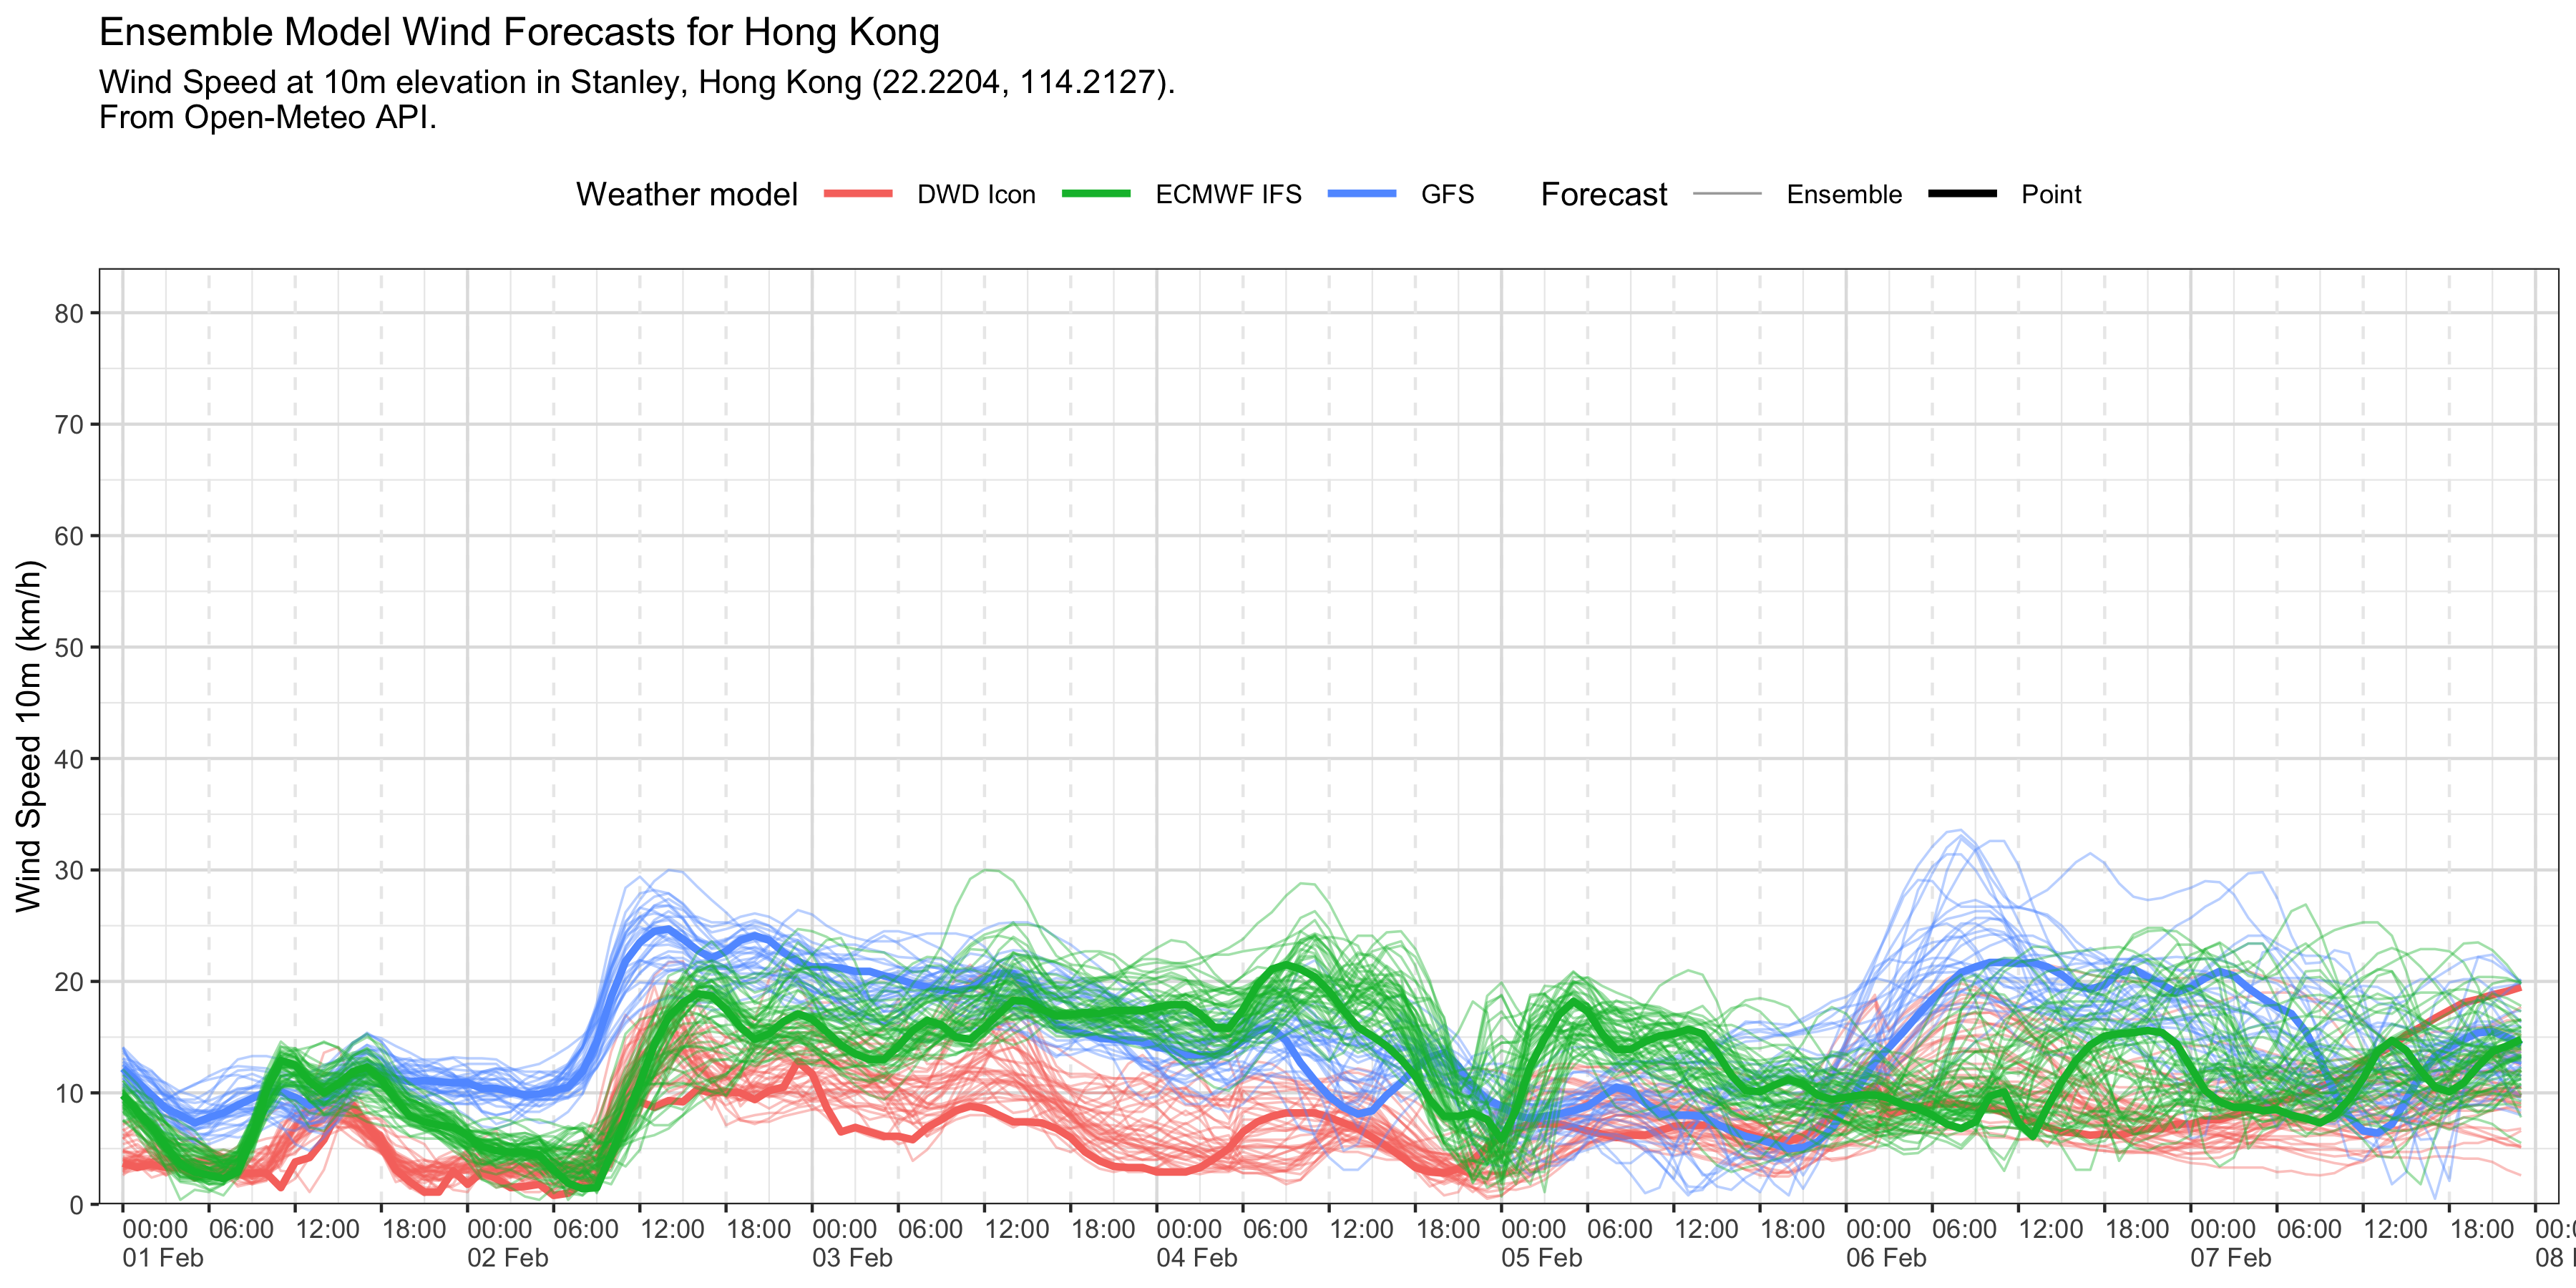 Ensemble Model Wind Forecasts for Hong Kong
Wind Speed at 10m elevation in Stanley, Hong Kong (22.2204, 114.2127).
From Open-Meteo API.
Weather model DWD Icon ECMWF IFS GFS Forecast Ensemble Point
Wind Speed 10m (km/h)
80
70
60
50
40
30
20
10
0
00:00 06:00 12:00 18:00 00:00 06:00 12:00 18:00 00:00 06:00 12:00 18:00 00:00 06:00 12:00 18:00 00:00 06:00 12:00 18:00 00:00 06:00 12:00 18:00 00:00 06:00 12:00 18:00
01 Feb 02 Feb 03 Feb 04 Feb 05 Feb 06 Feb 07 Feb 08